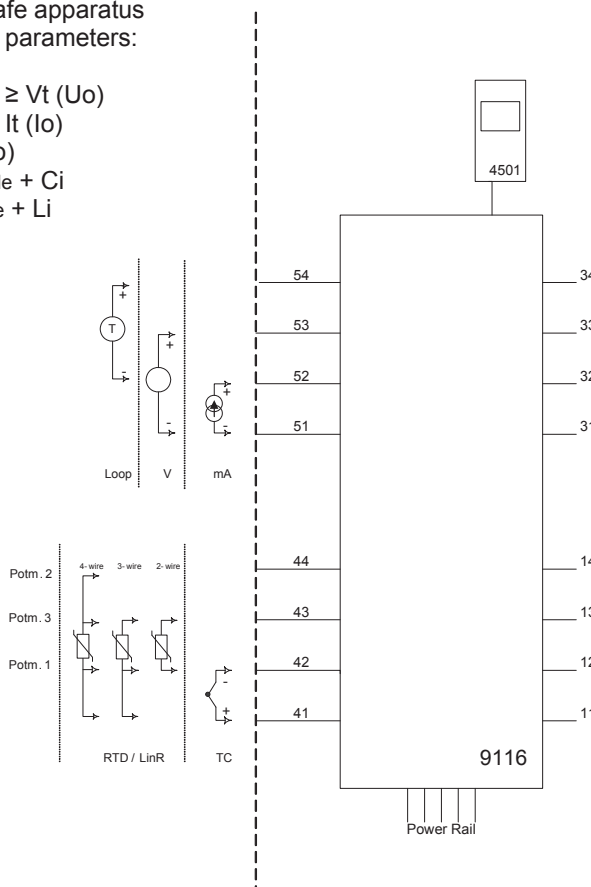 apparatus
parameters:
≥ Vt (Uo)
It (Io)
+ Ci
+ Li
4501
54
53
52
51
34
33
32
31
+
T
-
+
-
+
-
Loop V mA
44
43
42
41
14
13
12
11
Potm. 2
Potm. 3
Potm. 1
4- wire 3- wire 2- wire
-
+
RTD / LinR TC
9116
Power Rail